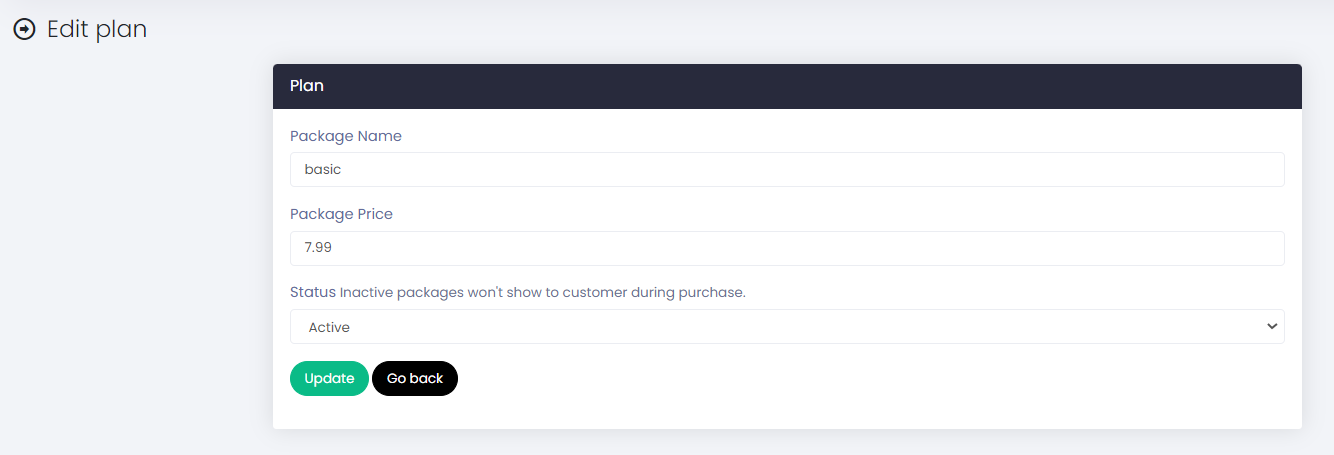 Edit plan
Plan
Package Name
basic
Package Price
7.99
Status Inactive packages won't show to customer during purchase.
Active
Update Go back